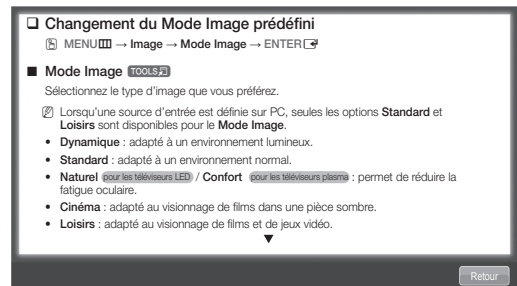 ❑ Changement du Mode Image prédéfini
MENU → Image → Mode Image → ENTER
■ Mode Image TOOLS
Sélectionnez le type d'image que vous préférez.
Lorsqu'une source d'entrée est définie sur PC, seules les options Standard et
Loisirs sont disponibles pour le Mode Image.
• Dynamique : adapté à un environnement lumineux.
• Standard : adapté à un environnement normal.
• Naturel pour les téléviseurs LED / Confort pour les téléviseurs plasma : permet de réduire la
fatigue oculaire.
• Cinéma : adapté au visionnage de films dans une pièce sombre.
• Loisirs : adapté au visionnage de films et de jeux vidéo.
▼
Retour